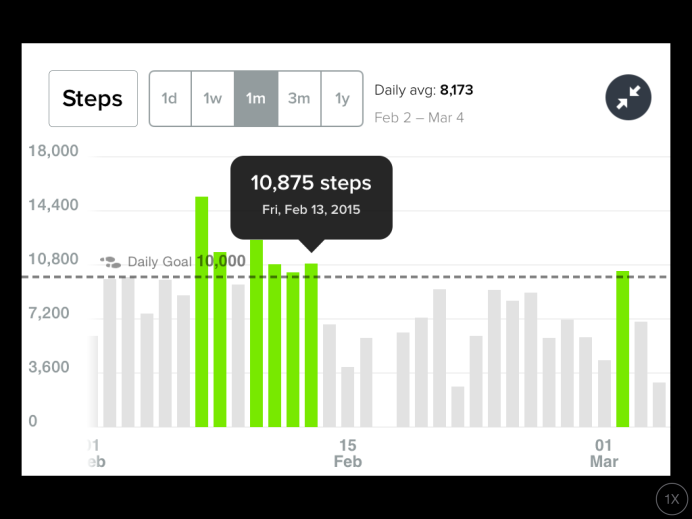 Steps
1d 1w 1m 3m 1y
Daily avg: 8,173
Feb 2 – Mar 4
18,000
10,875 steps
Fri, Feb 13, 2015
14,400
10,800
Daily Goal 10,000
7,200
3,600
0
15
Feb
01
Mar
1X